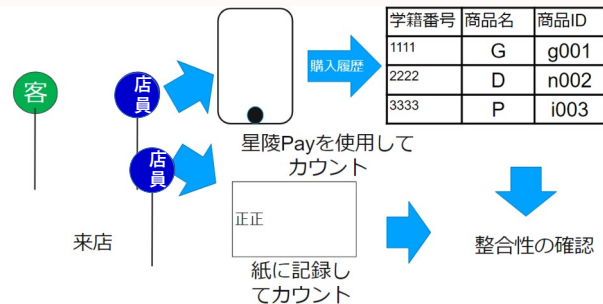 客
店員
店員
来店
購入履歴
星陵Payを使用して
カウント
正正
紙に記録し
てカウント
学籍番号 商品名 商品ID
1111 G g001
2222 D n002
3333 P i003
整合性の確認